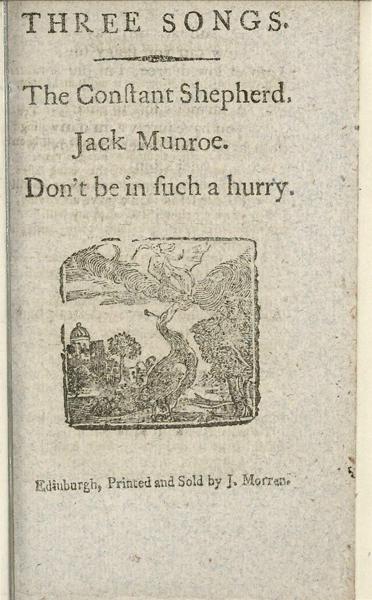 THREE SONGS.
The Conſtant Shepherd.
Jack Munroe.
Don't be in ſuch a hurry.
Edinburgh, Printed and Sold by J. Morren.